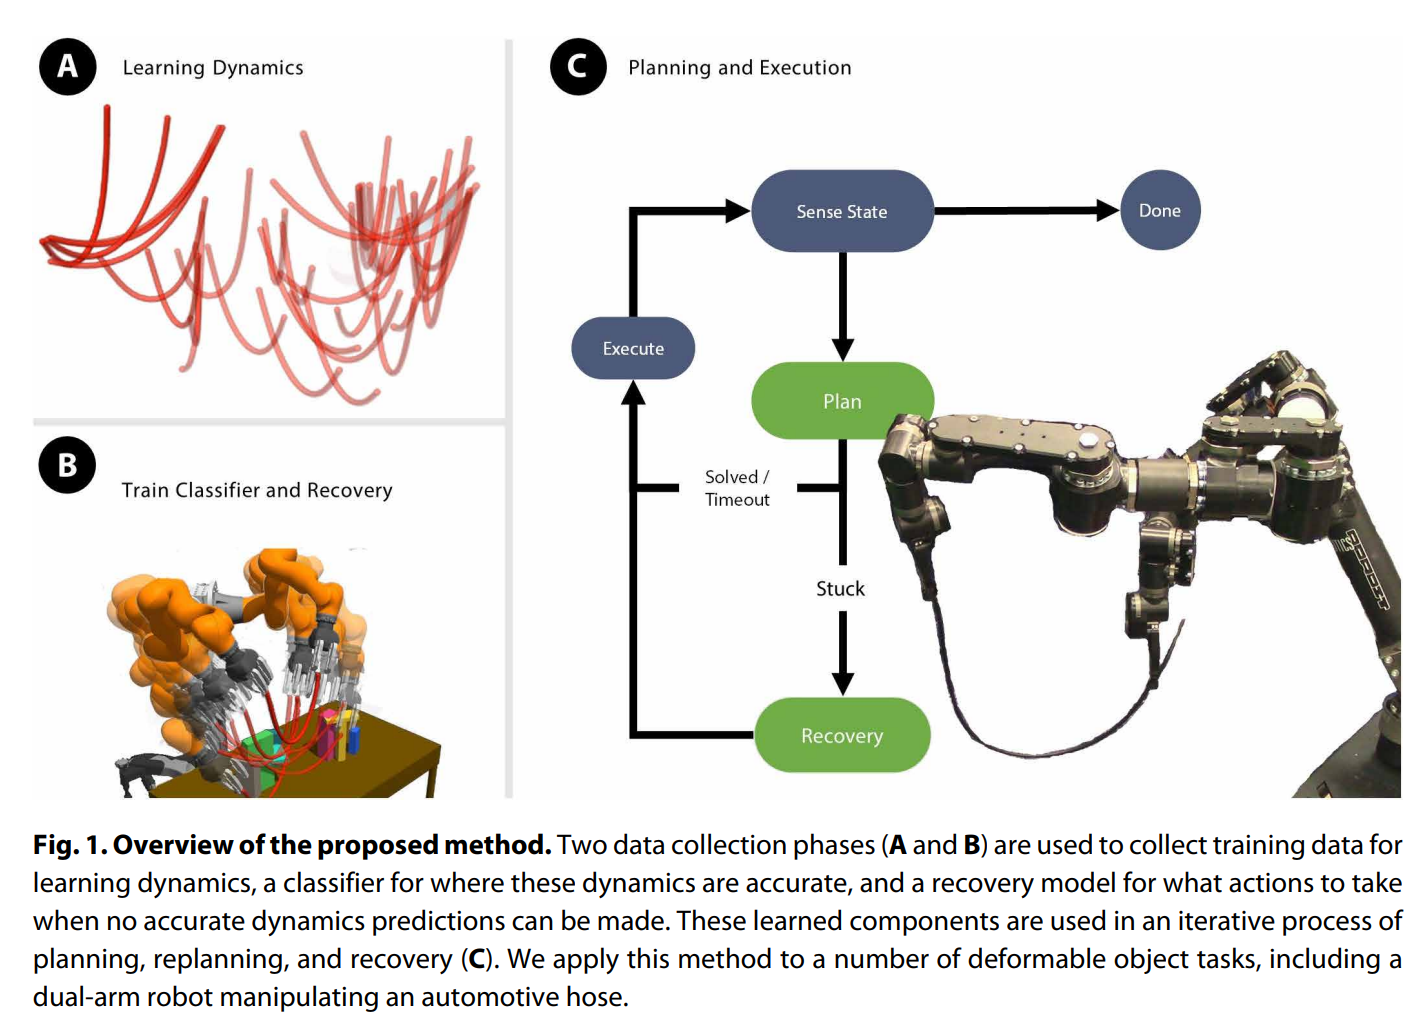 A
Learning Dynamics
B
Train Classifier and Recovery
C
Planning and Execution
Sense State
Done
Execute
Plan
Solved /
Timeout
Stuck
Recovery
Fig. 1. Overview of the proposed method. Two data collection phases (A and B) are used to collect training data for
learning dynamics, a classifier for where these dynamics are accurate, and a recovery model for what actions to take
when no accurate dynamics predictions can be made. These learned components are used in an iterative process of
planning, replanning, and recovery (C). We apply this method to a number of deformable object tasks, including a
dual-arm robot manipulating an automotive hose.